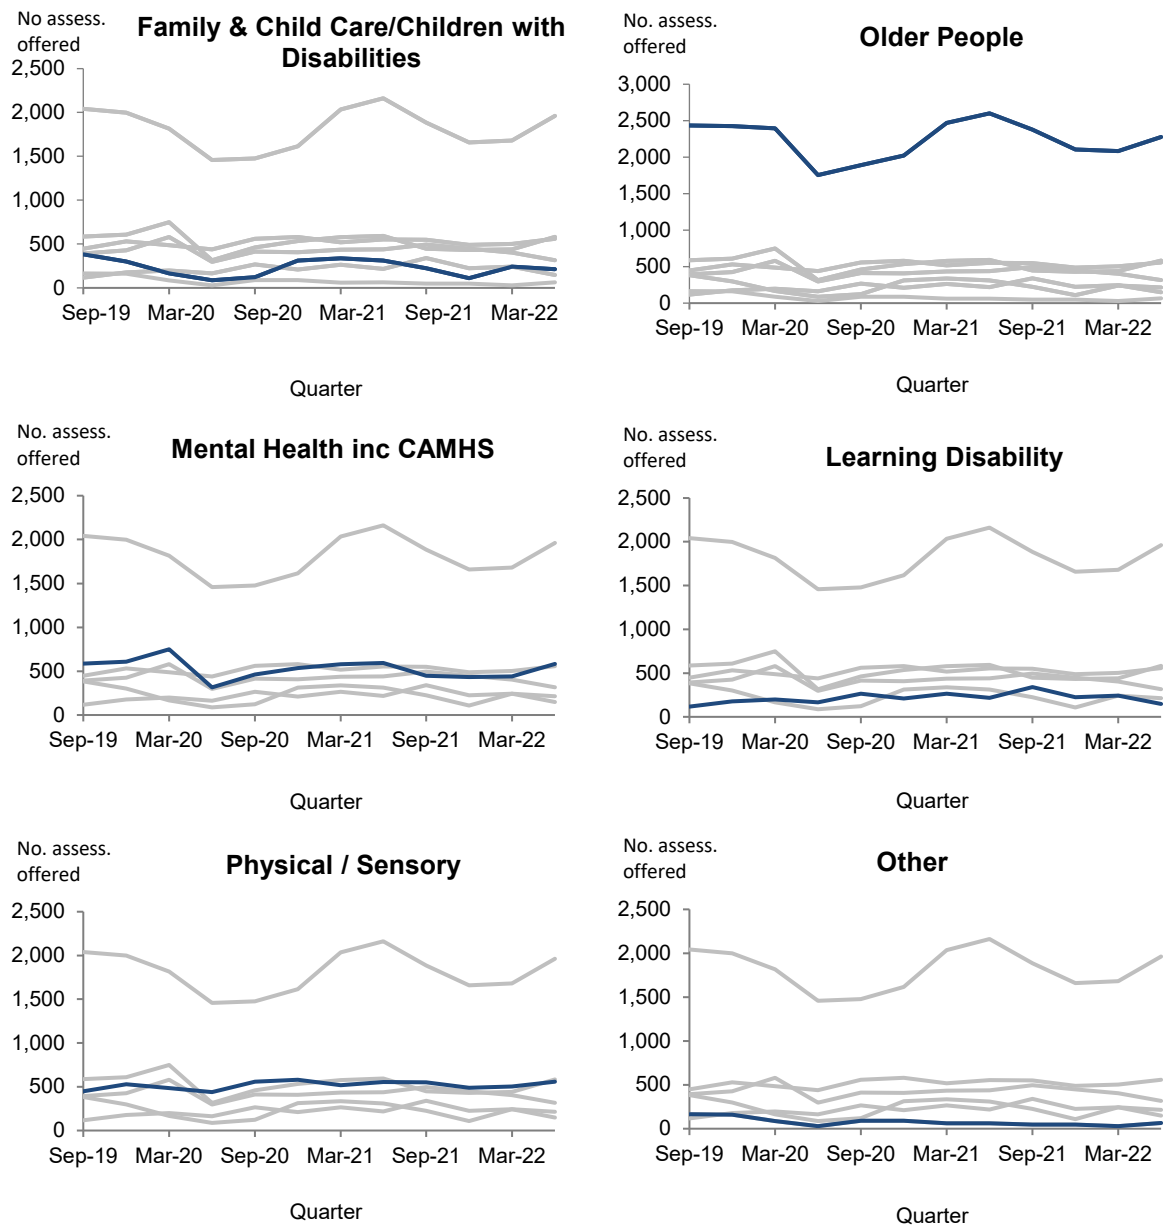 No assess.
offered
Family & Child Care/Children with
Disabilities
2,500
2,000
1,500
1,000
500
0
Sep-19 Mar-20 Sep-20 Mar-21 Sep-21 Mar-22
Quarter
No. assess.
offered
Older People
3,000
2,500
2,000
1,500
1,000
500
0
Sep-19 Mar-20 Sep-20 Mar-21 Sep-21 Mar-22
Quarter
No. assess.
offered
Mental Health inc CAMHS
2,500
2,000
1,500
1,000
500
0
Sep-19 Mar-20 Sep-20 Mar-21 Sep-21 Mar-22
Quarter
No. assess.
offered
Learning Disability
2,500
2,000
1,500
1,000
500
0
Sep-19 Mar-20 Sep-20 Mar-21 Sep-21 Mar-22
Quarter
No. assess.
offered
Physical / Sensory
2,500
2,000
1,500
1,000
500
0
Sep-19 Mar-20 Sep-20 Mar-21 Sep-21 Mar-22
Quarter
No. assess.
offered
Other
2,500
2,000
1,500
1,000
500
0
Sep-19 Mar-20 Sep-20 Mar-21 Sep-21 Mar-22
Quarter